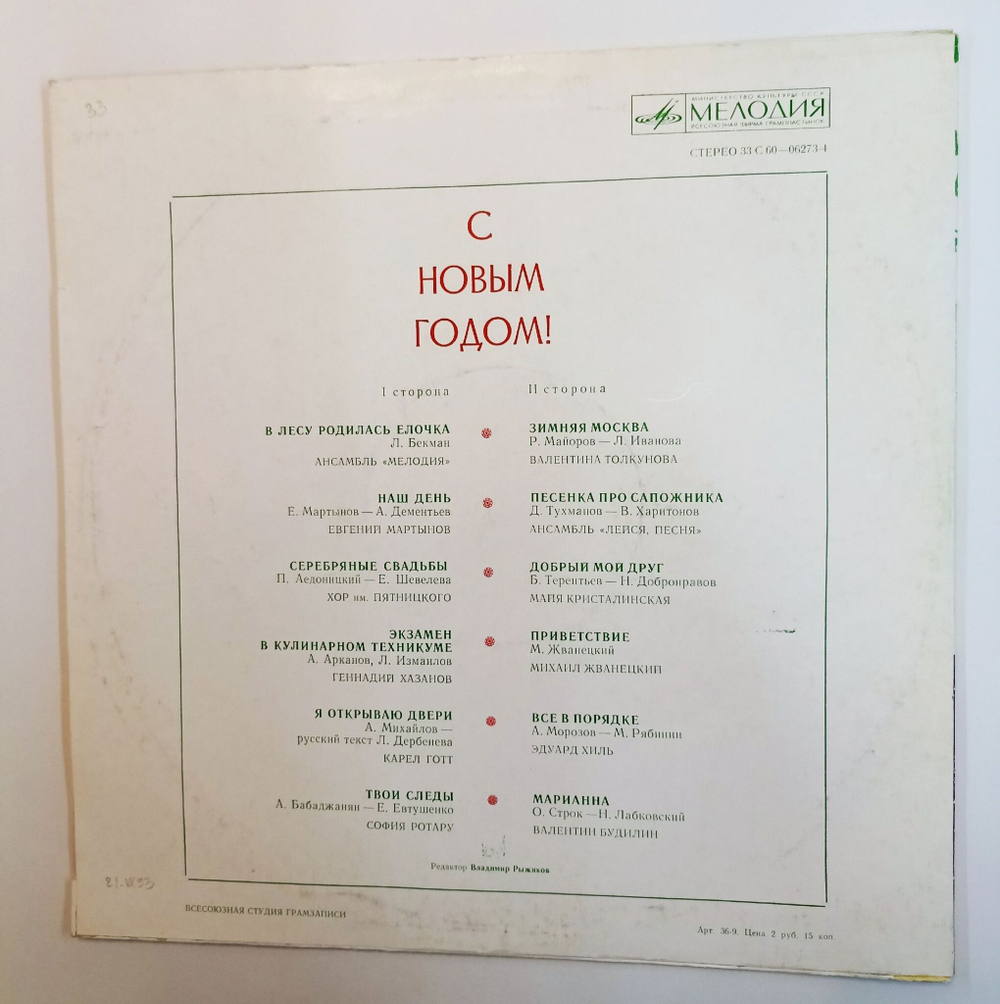 33
МИНИСТЕРСТВО КУЛЬТУРЫ СССР
МЕЛОДИЯ
ВСЕСОЮЗНАЯ ФИРМА ГРАМПЛАСТИНОК
СТЕРЕО 33 С 60—06273-4
С
НОВЫМ
ГОДОМ!
I сторона
В ЛЕСУ РОДИЛАСЬ ЕЛОЧКА
Л. Бекман
АНСАМБЛЬ «МЕЛОДИЯ»
НАШ ДЕНЬ
Е. Мартынов — А. Дементьев
ЕВГЕНИЙ МАРТЫНОВ
СЕРЕБРЯНЫЕ СВАДЬБЫ
П. Аедоницкий — Е. Шевелева
ХОР им. ПЯТНИЦКОГО
ЭКЗАМЕН
В КУЛИНАРНОМ ТЕХНИКУМЕ
А. Арканов, Л. Измайлов
ГЕННАДИЙ ХАЗАНОВ
Я ОТКРЫВАЮ ДВЕРИ
А. Михайлов —
русский текст Л. Дербенева
КАРЕЛ ГОТТ
ТВОИ СЛЕДЫ
А. Бабаджанян — Е. Евтушенко
СОФИЯ РОТАРУ
II сторона
ЗИМНЯЯ МОСКВА
Р. Майоров — Л. Иванова
ВАЛЕНТИНА ТОЛКУНОВА
ПЕСЕНКА ПРО САПОЖНИКА
Д. Тухманов — В. Харитонов
АНСАМБЛЬ «ЛЕЙСЯ, ПЕСНЯ»
ДОБРЫЙ МОЙ ДРУГ
Б. Терентьев — Н. Добронравов
МАЙЯ КРИСТАЛИНСКАЯ
ПРИВЕТСТВИЕ
М. Жванецкий
МИХАИЛ ЖВАНЕЦКИЙ
ВСЕ В ПОРЯДКЕ
А. Морозов — М. Рябинин
ЭДУАРД ХИЛЬ
МАРИАННА
О. Строк — Н. Лабковский
ВАЛЕНТИН БУДИЛИН
Редактор Владимир Рыжиков
ВСЕСОЮЗНАЯ СТУДИЯ ГРАМЗАПИСИ
Арт. 36-9. Цена 2 руб. 15 коп.